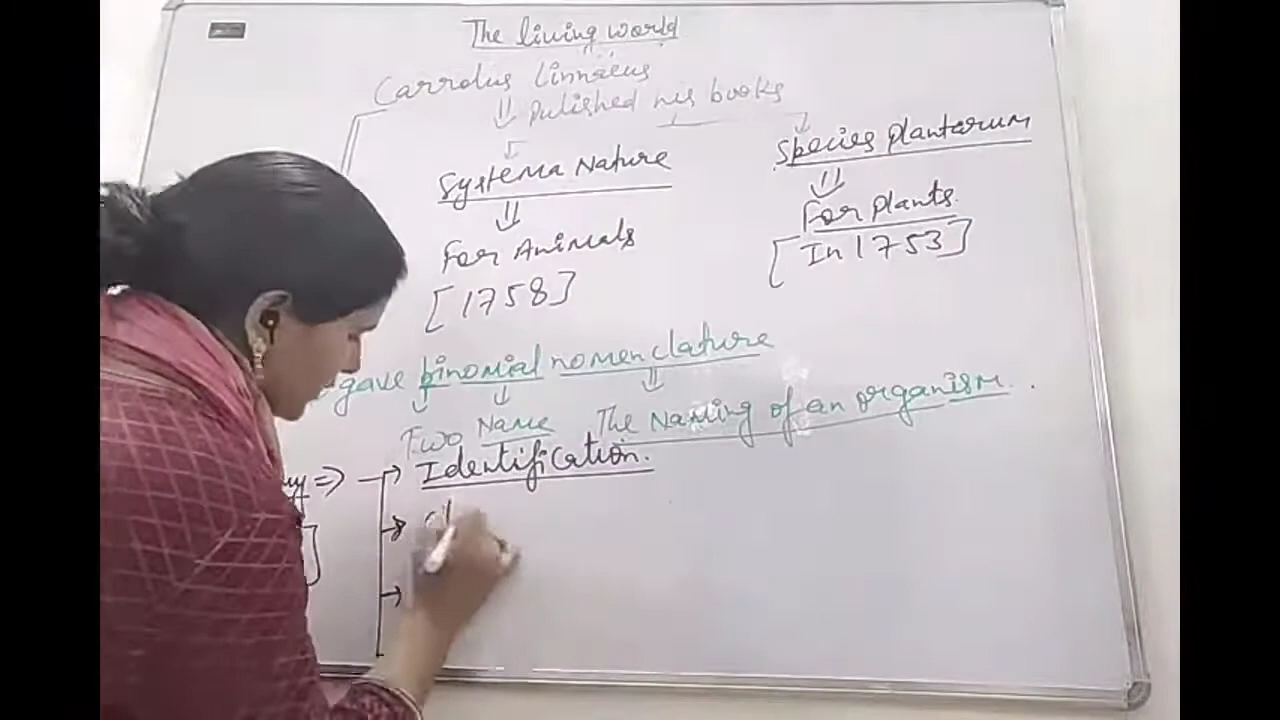 The living world
Carrolus linnaeus
Pulished his books
Systema Nature
Species plantarum
For Animals
For plants.
[1758]
[In 1753]
gave binomial nomenclature
Two Name The Naming of an organism.
Identification.
cl